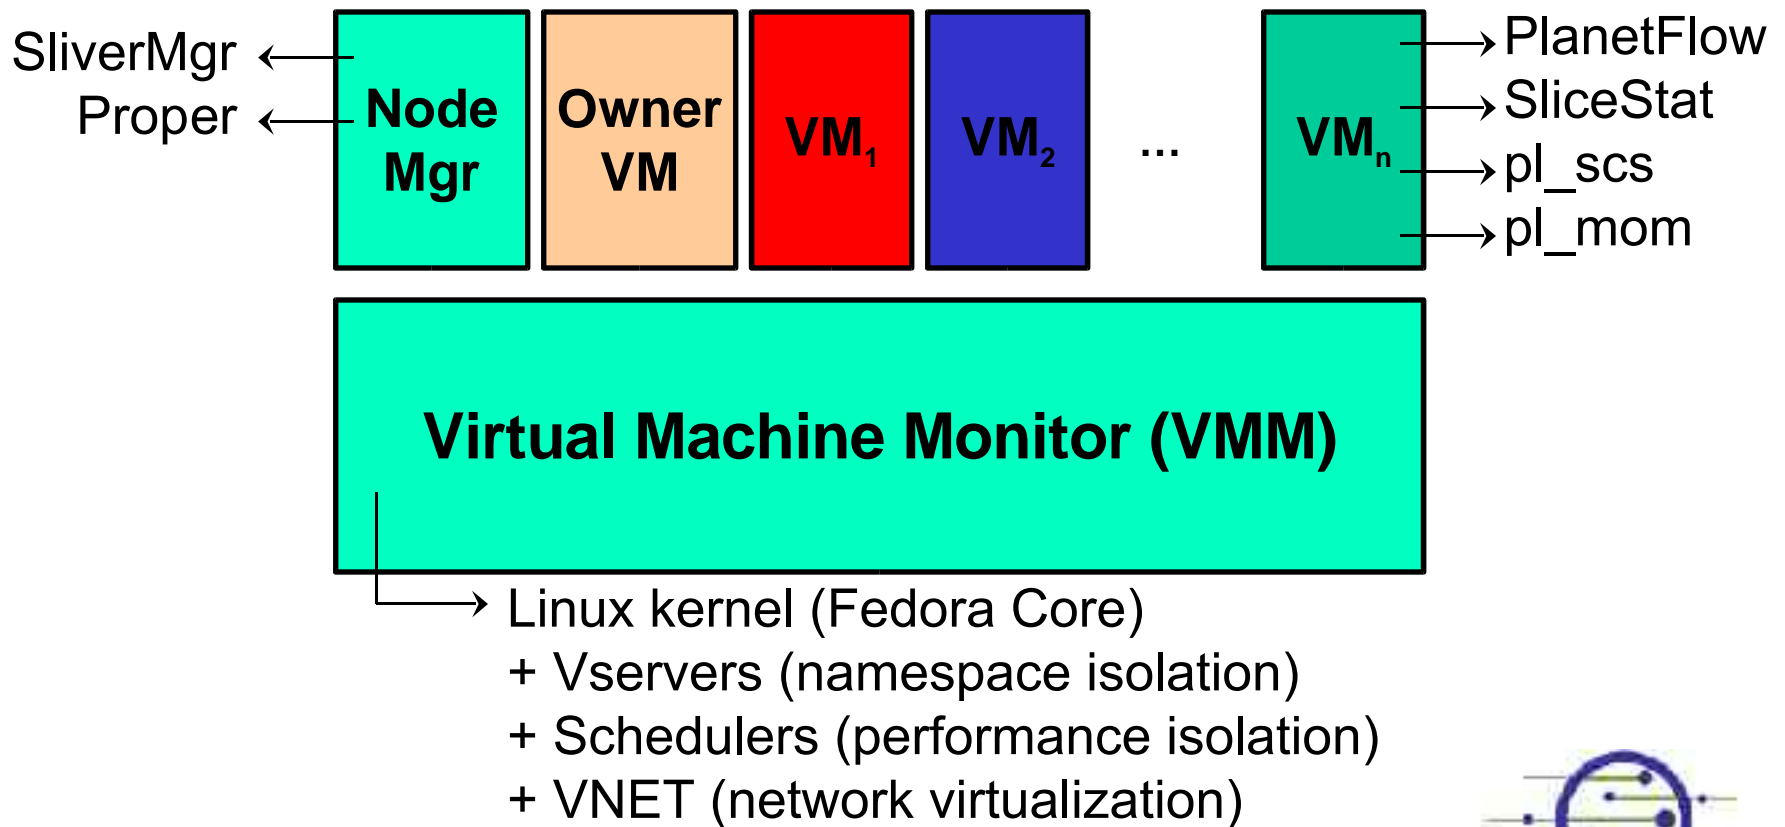 SliverMgr
Proper
Node
Mgr
Owner
VM
VM1
VM2
...
VMn
PlanetFlow
SliceStat
pl_scs
pl_mom
Virtual Machine Monitor (VMM)
Linux kernel (Fedora Core)
+ Vservers (namespace isolation)
+ Schedulers (performance isolation)
+ VNET (network virtualization)